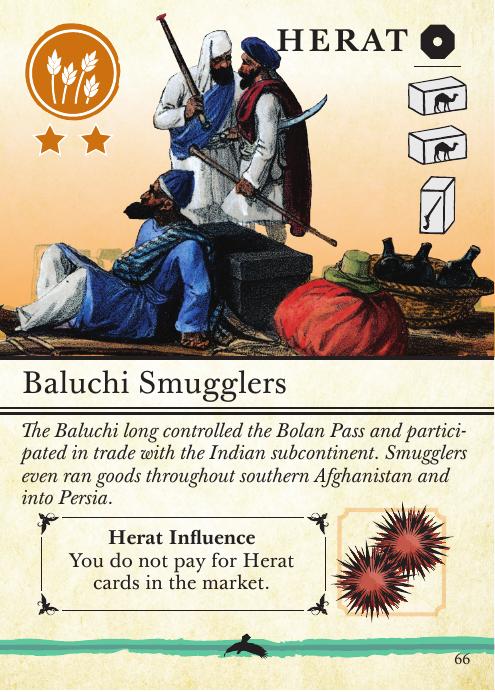 HERAT
Baluchi Smugglers
The Baluchi long controlled the Bolan Pass and partici-
pated in trade with the Indian subcontinent. Smugglers
even ran goods throughout southern Afghanistan and
into Persia.
Herat Influence
You do not pay for Herat
cards in the market.
66